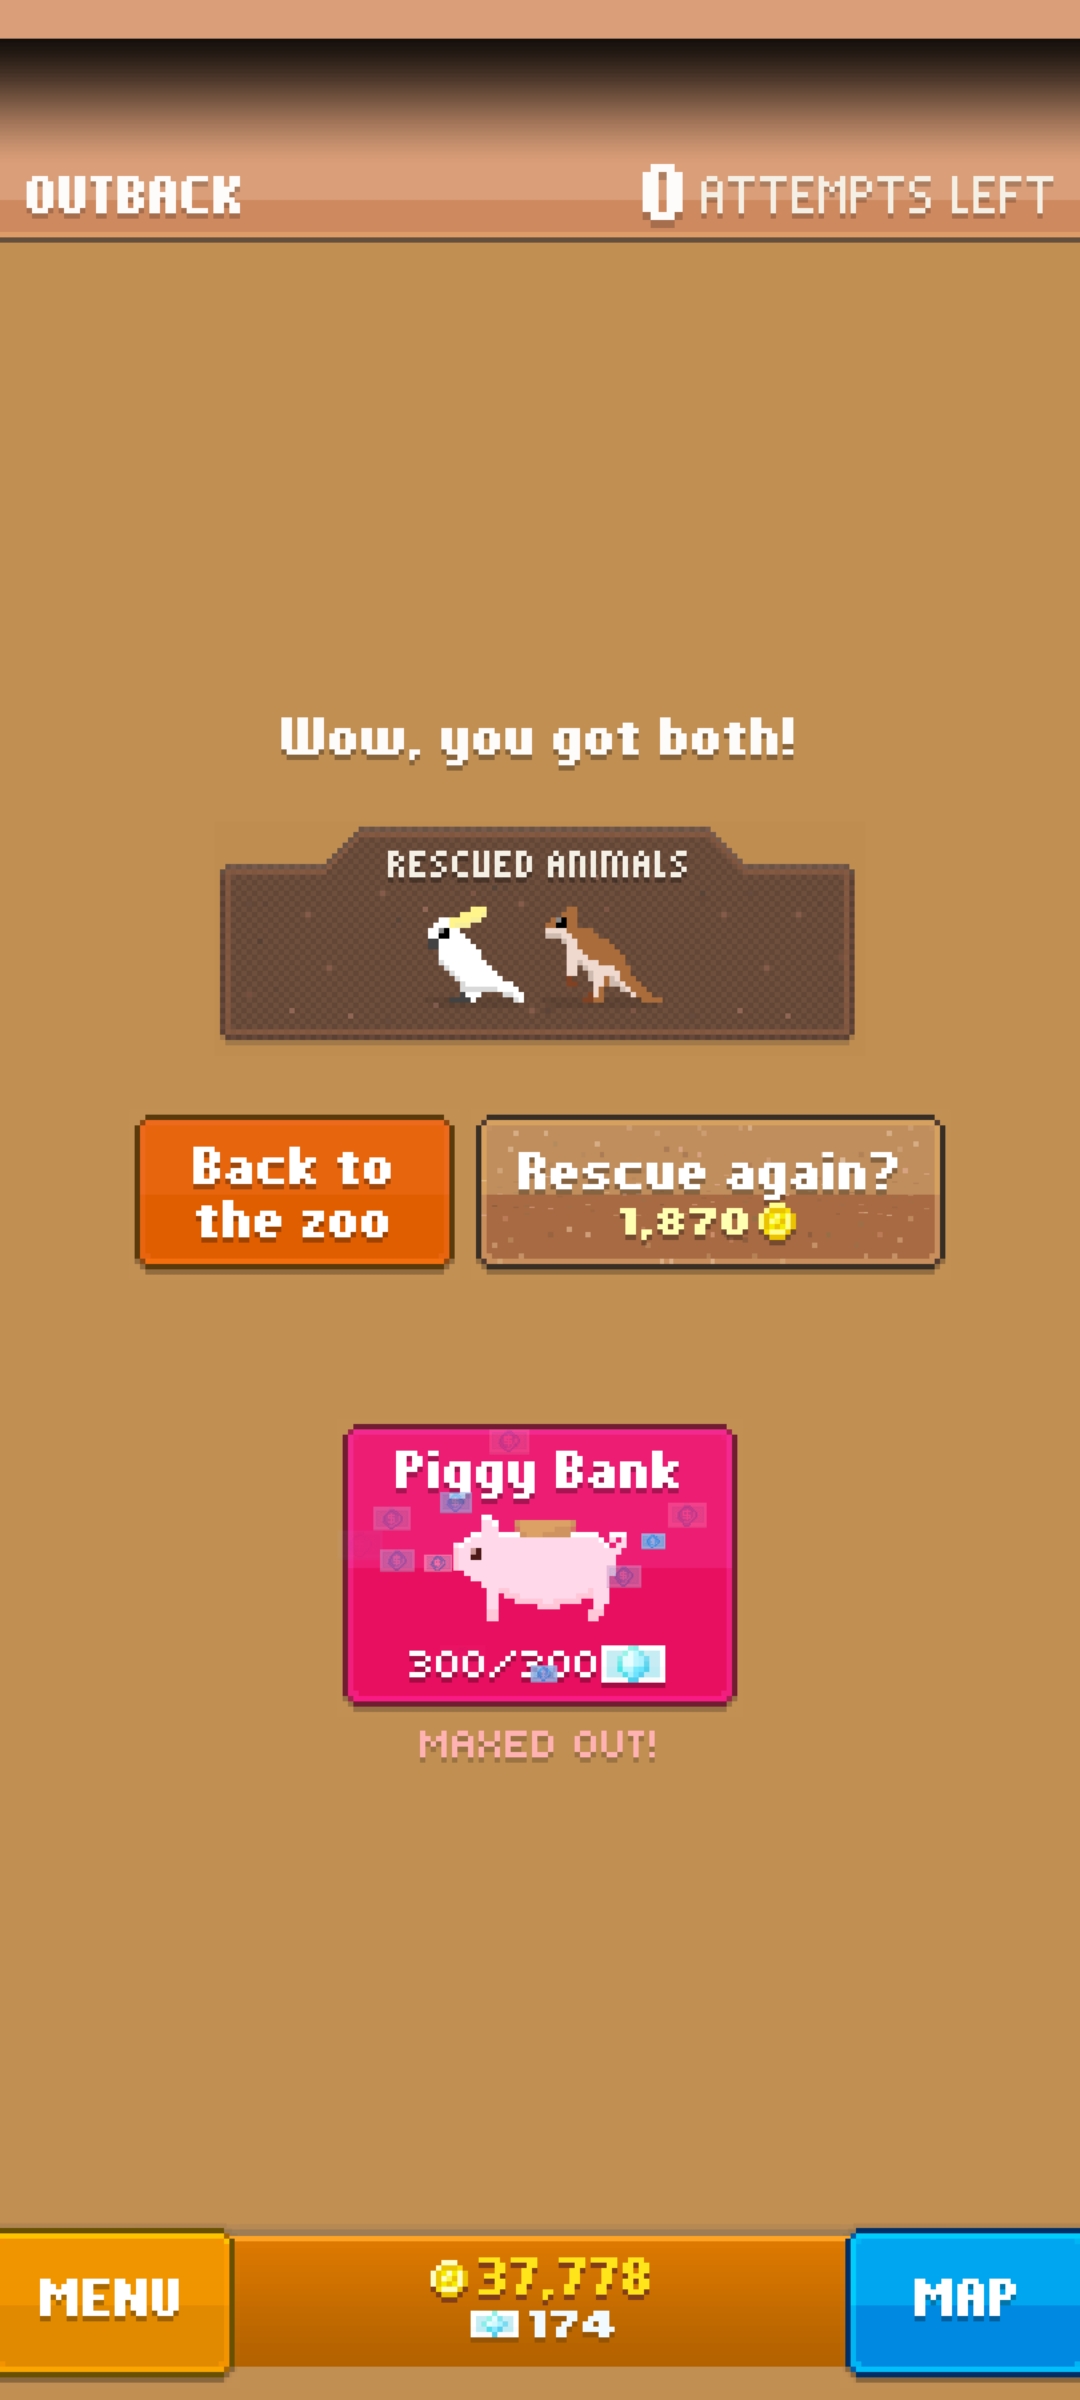 OUTBACK
0 ATTEMPTS LEFT
Wow, you got both!
RESCUED ANIMALS
Back to
the zoo
Rescue again?
1,870
Piggy Bank
300/300
MAXED OUT!
MENU
37,778
174
MAP